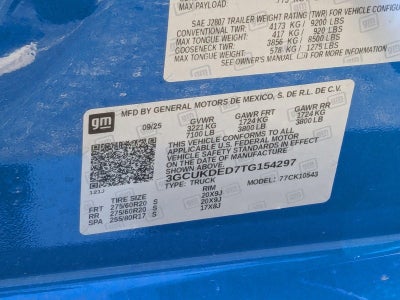 MAX PAYLOAD:
SAE J2807 TRAILER WEIGHT RATING (TWR) FOR VEHICLE CONFIGURA
CONVENTIONAL TWR: 4173 KG / 9200 LBS
MAX TONGUE WEIGHT: 417 KG / 920 LBS
GOOSENECK TWR: 3856 KG / 8500 LBS
MAX TONGUE WEIGHT: 578 KG / 1275 LBS
SEE OWNER'S MANUAL OR
gm MFD BY GENERAL MOTORS DE MEXICO, S. DE R.L. DE C.V.
09/25 GVWR GAWR FRT GAWR RR
3221 KG 1724 KG 1724 KG
7100 LB 3800 LB 3800 LB
THIS VEHICLE CONFORMS TO ALL
APPLICABLE U.S. FEDERAL MOTOR
VEHICLE SAFETY STANDARDS IN EFFECT
ON THE DATE OF MANUFACTURE SHOWN ABOVE.
3GCUKDED7TG154297
TYPE: TRUCK MODEL: 77CK10543
TIRE SIZE RIM
FRT 275/60R20 S 20X9J
RR 275/60R20 S 20X9J
SPA 255/80R17 S 17X8J